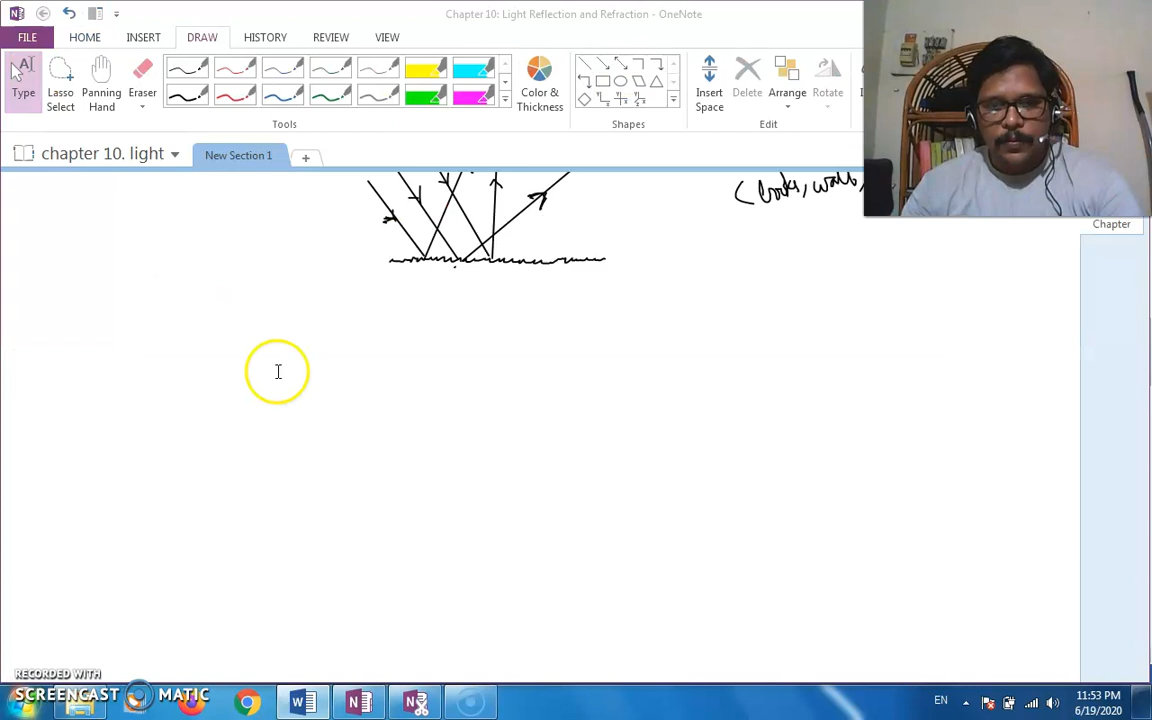 Chapter 10: Light Reflection and Refraction - OneNote
FILE
HOME
INSERT
DRAW
HISTORY
REVIEW
VIEW
Type
Lasso Select
Panning Hand
Eraser
Color & Thickness
Insert Space
Delete
Arrange
Rotate
Tools
Shapes
Edit
chapter 10. light
New Section 1
Chapter
RECORDED WITH
SCREENCAST MATIC
EN
11:53 PM
6/19/2020